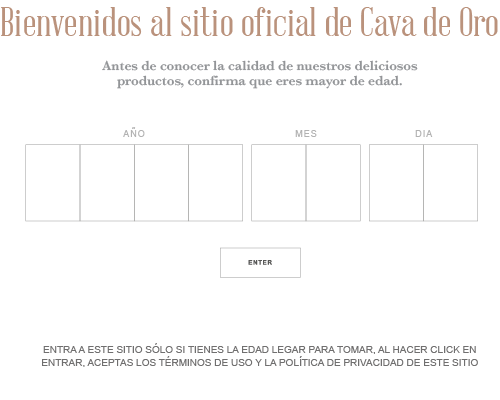 Bienvenidos al sitio oficial de Cava de Oro
Antes de conocer la calidad de nuestros deliciosos
productos, confirma que eres mayor de edad.
AÑO MES DIA
ENTER
ENTRA A ESTE SITIO SÓLO SI TIENES LA EDAD LEGAR PARA TOMAR, AL HACER CLICK EN
ENTRAR, ACEPTAS LOS TÉRMINOS DE USO Y LA POLÍTICA DE PRIVACIDAD DE ESTE SITIO